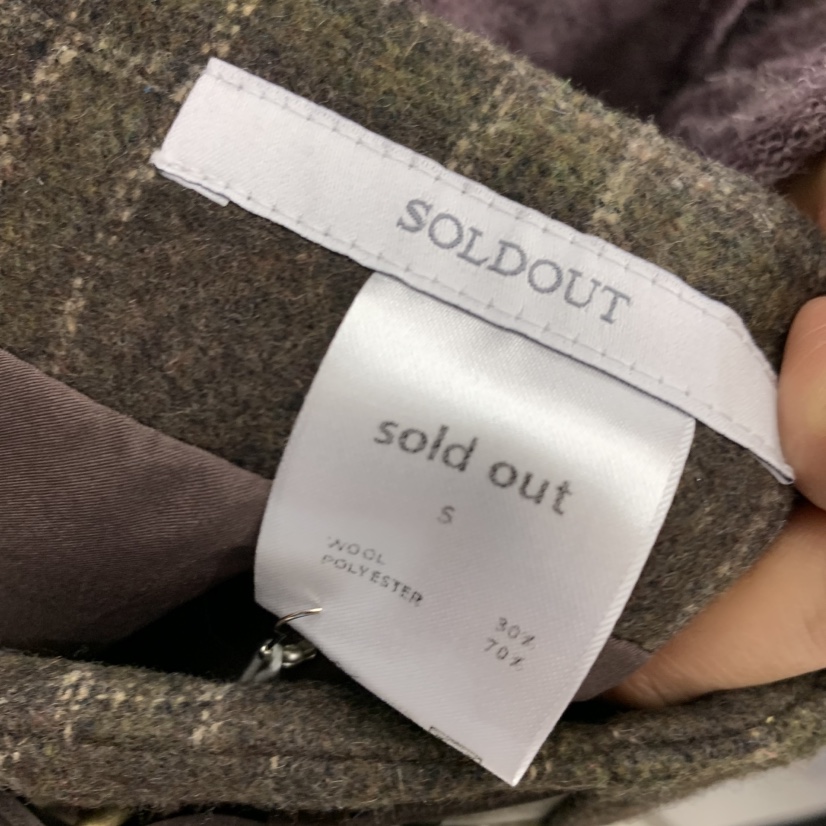 SOLDOUT
sold out
S
WOOL 30%
POLYESTER 70%